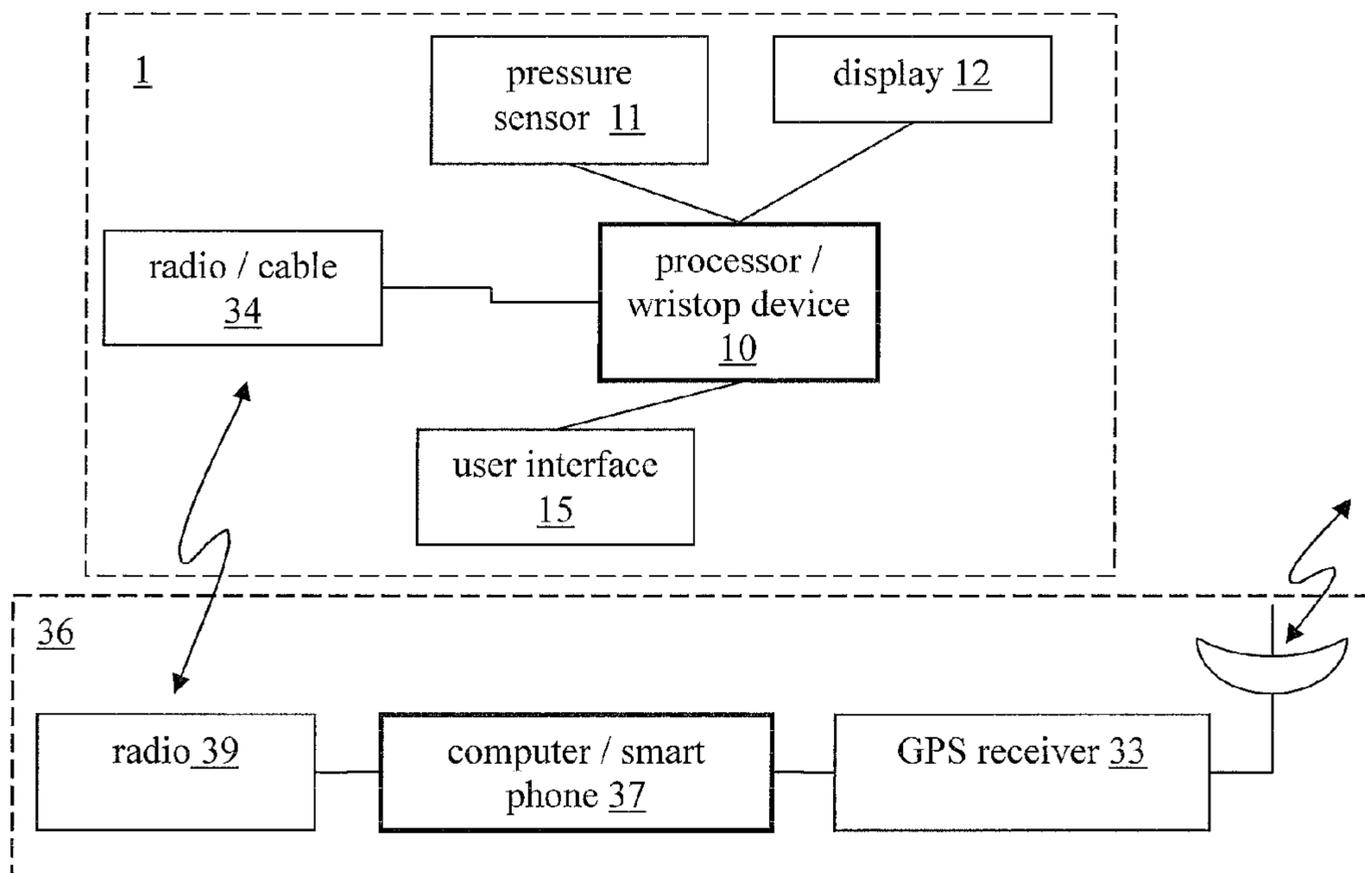 1
pressure
sensor 11
display 12
radio / cable
34
processor /
wristop device
10
user interface
15
36
radio 39
computer / smart
phone 37
GPS receiver 33